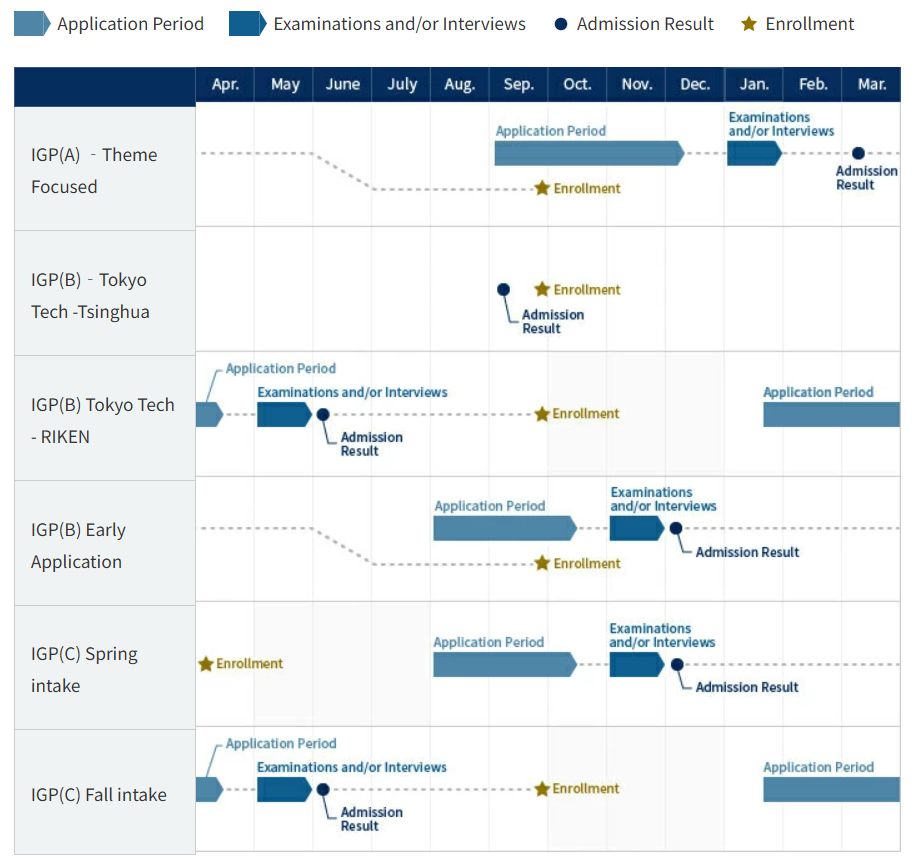 Application Period Examinations and/or Interviews Admission Result Enrollment
Apr. May June July Aug. Sep. Oct. Nov. Dec. Jan. Feb. Mar.
IGP(A) - Theme
Focused
Application Period
Examinations
and/or Interviews
Admission
Result
Enrollment
IGP(B) - Tokyo
Tech -Tsinghua
Enrollment
Admission
Result
IGP(B) Tokyo Tech
- RIKEN
Application Period
Examinations and/or Interviews
Admission
Result
Enrollment
Application Period
IGP(B) Early
Application
Application Period
Examinations
and/or Interviews
Admission Result
Enrollment
IGP(C) Spring
intake
Enrollment
Application Period
Examinations
and/or Interviews
Admission Result
IGP(C) Fall intake
Application Period
Examinations and/or Interviews
Admission
Result
Enrollment
Application Period